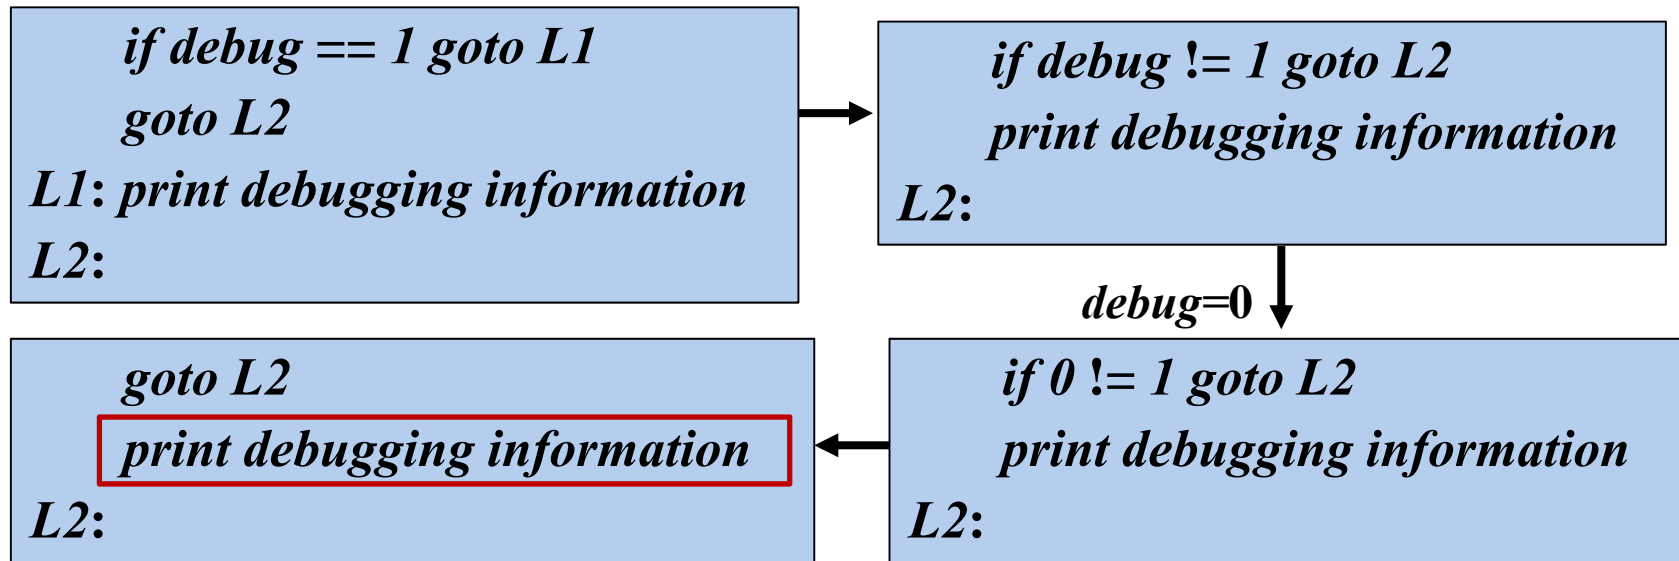 if debug == 1 goto L1
goto L2
L1: print debugging information
L2:
if debug != 1 goto L2
print debugging information
L2:
debug=0
if 0 != 1 goto L2
print debugging information
L2:
goto L2
print debugging information
L2: